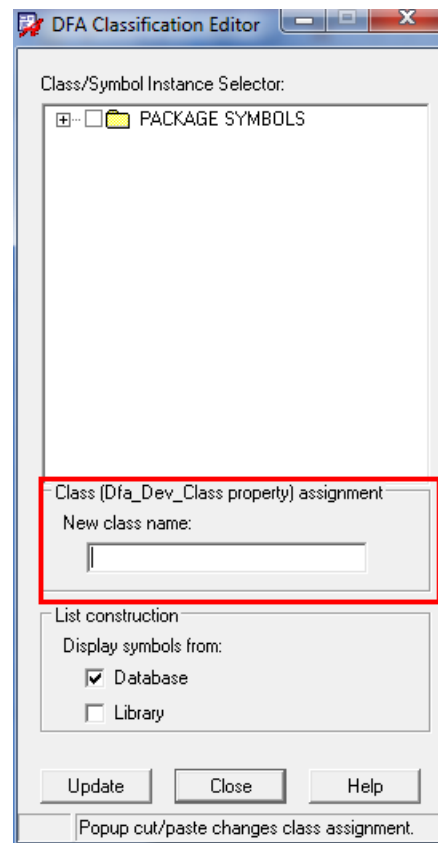 DFA Classification Editor
Class/Symbol Instance Selector:
PACKAGE SYMBOLS
Class (Dfa_Dev_Class property) assignment
New class name:
List construction
Display symbols from:
Database
Library
Update Close Help
Popup cut/paste changes class assignment.